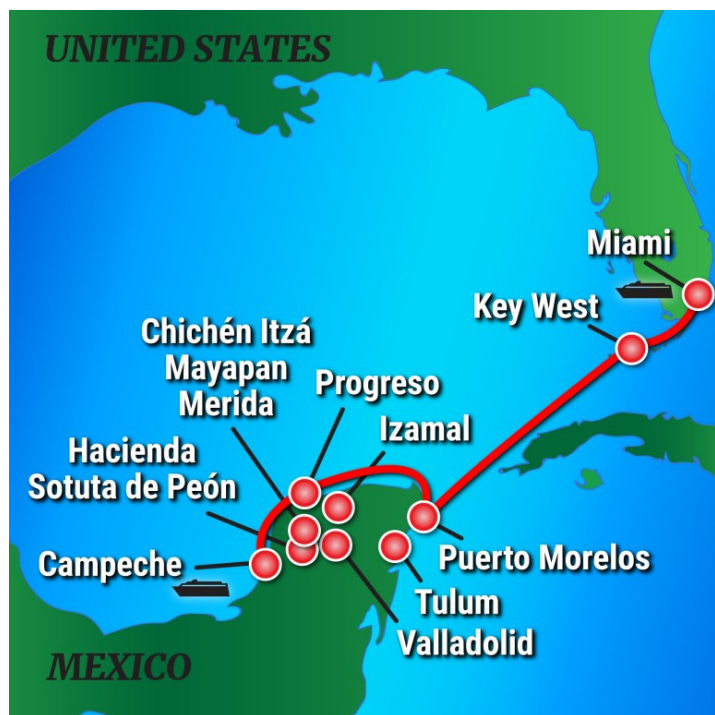 UNITED STATES
Miami
Key West
Chichén Itzá
Mayapan
Merida
Progreso
Izamal
Hacienda
Sotuta de Peón
Campeche
Puerto Morelos
Tulum
Valladolid
MEXICO